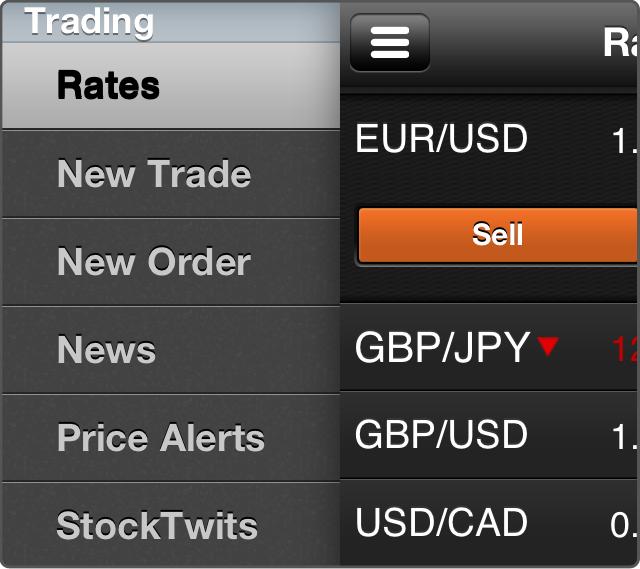 Trading
Rates
New Trade
New Order
News
Price Alerts
StockTwits
Ra
EUR/USD 1.
Sell
GBP/JPY 12
GBP/USD 1.
USD/CAD 0.